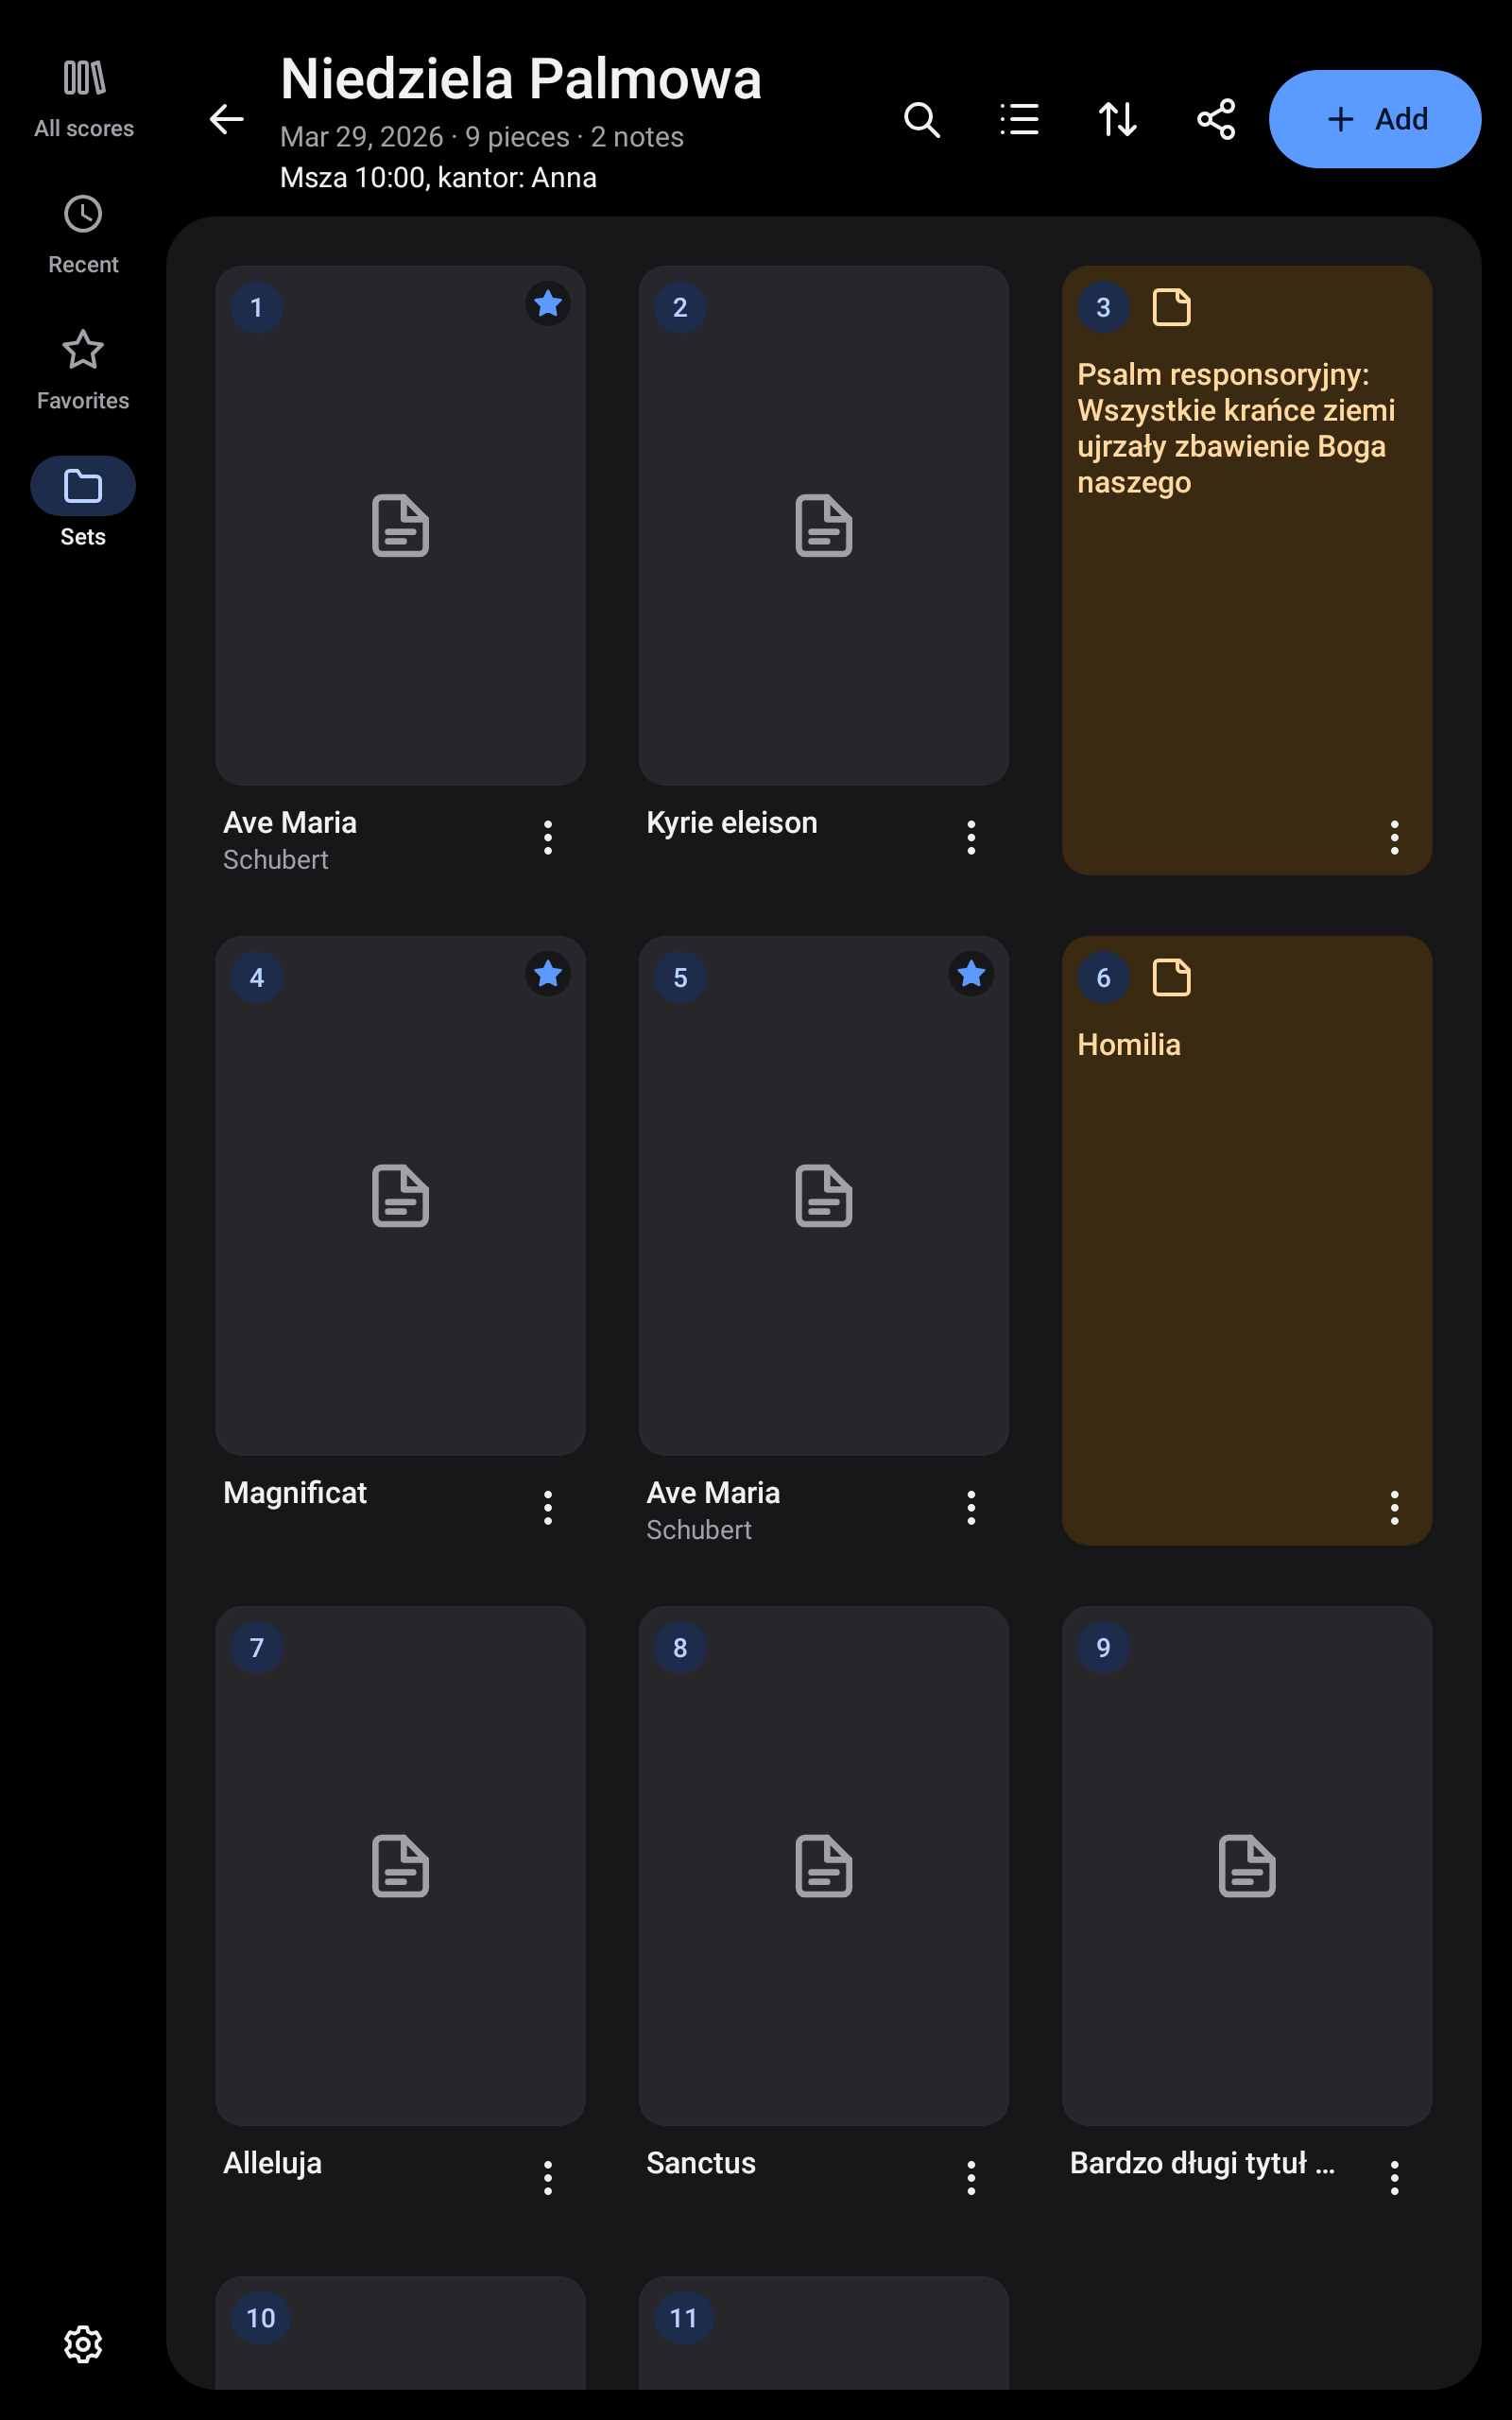 All scores
Recent
Favorites
Sets
Niedziela Palmowa
Mar 29, 2026 · 9 pieces · 2 notes
Msza 10:00, kantor: Anna
Add
1
Ave Maria
Schubert
2
Kyrie eleison
3
Psalm responsoryjny:
Wszystkie krańce ziemi
ujrzały zbawienie Boga
naszego
4
Magnificat
5
Ave Maria
Schubert
6
Homilia
7
Alleluja
8
Sanctus
9
Bardzo długi tytuł ...
10
11